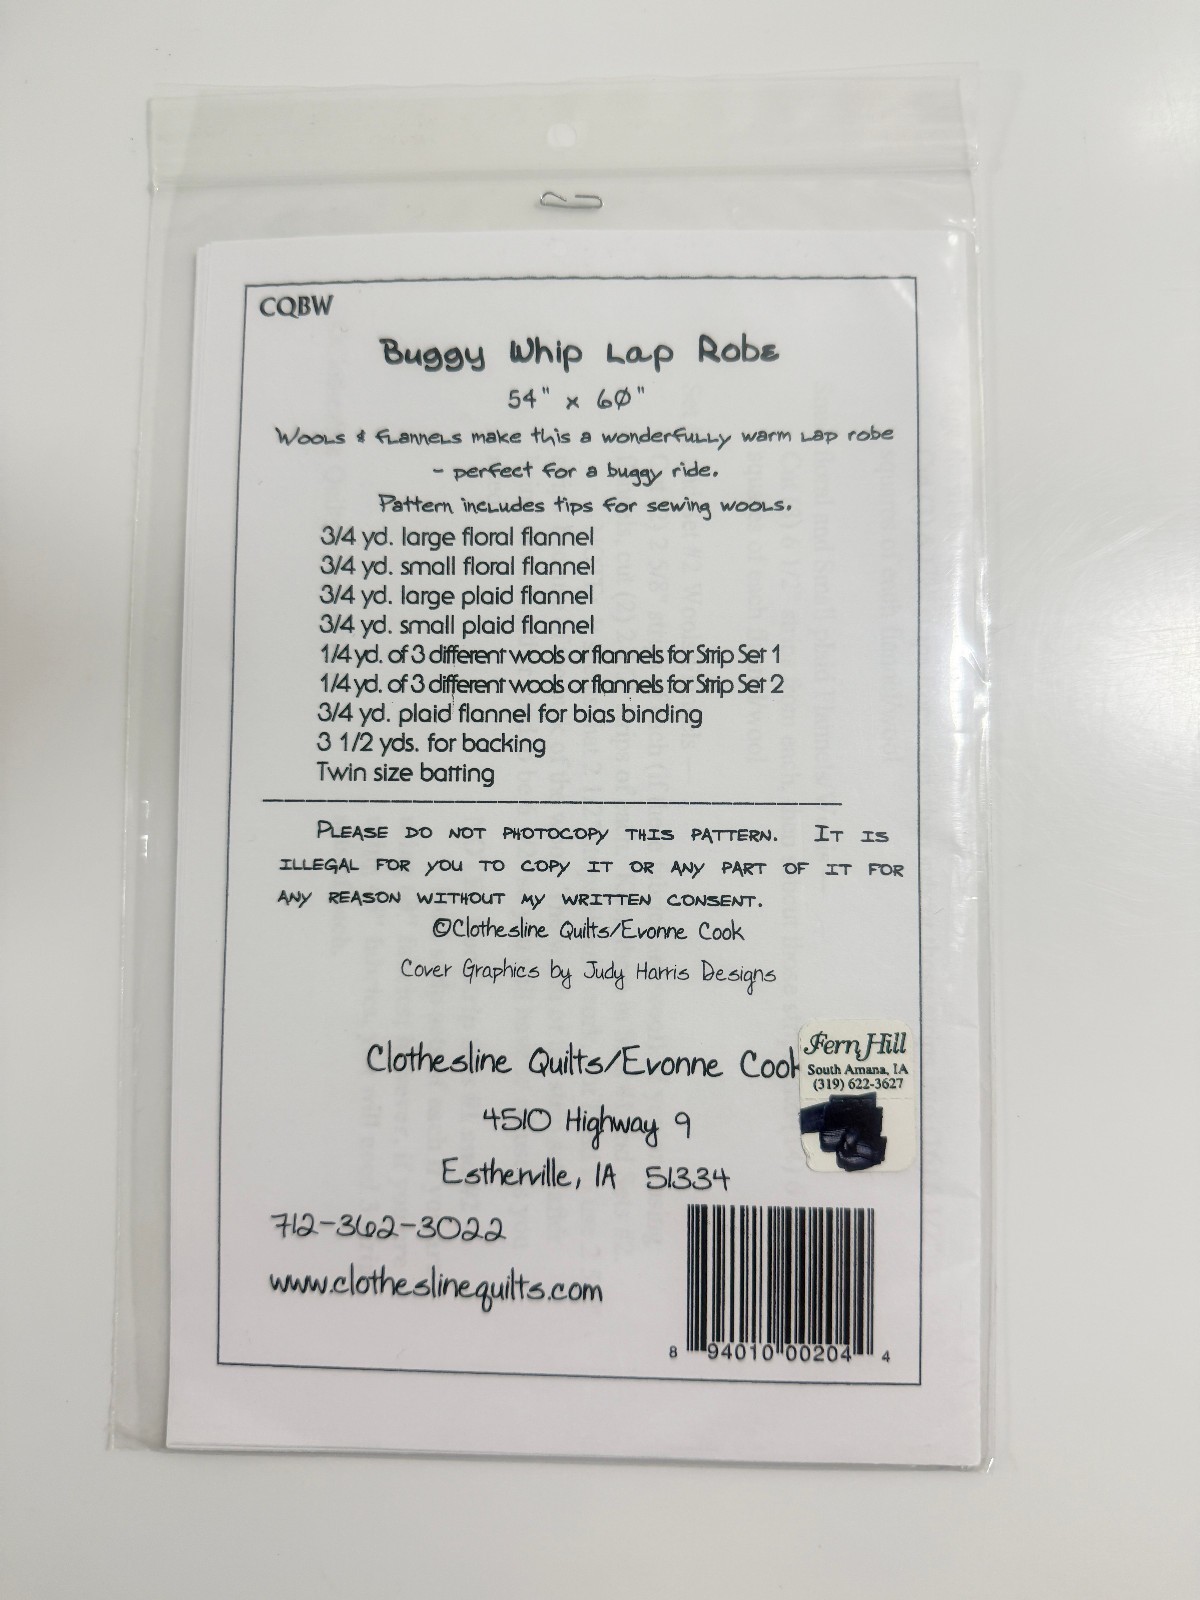 CQBW
Buggy Whip Lap Robe
54" x 60"
Wools & flannels make this a wonderfully warm lap robe
- perfect for a buggy ride.
Pattern includes tips for sewing wools.
3/4 yd. large floral flannel
3/4 yd. small floral flannel
3/4 yd. large plaid flannel
3/4 yd. small plaid flannel
1/4 yd. of 3 different wools or flannels for Strip Set 1
1/4 yd. of 3 different wools or flannels for Strip Set 2
3/4 yd. plaid flannel for bias binding
3 1/2 yds. for backing
Twin size batting
PLEASE DO NOT PHOTOCOPY THIS PATTERN. IT IS
ILLEGAL FOR YOU TO COPY IT OR ANY PART OF IT FOR
ANY REASON WITHOUT MY WRITTEN CONSENT.
©Clothesline Quilts/Evonne Cook
Cover Graphics by Judy Harris Designs
Clothesline Quilts/Evonne Cook
Fern Hill
South Amana, IA
(319) 622-3627
4510 Highway 9
Estherville, IA 51334
712-362-3022
www.clotheslinequilts.com
8 94010 00204 4